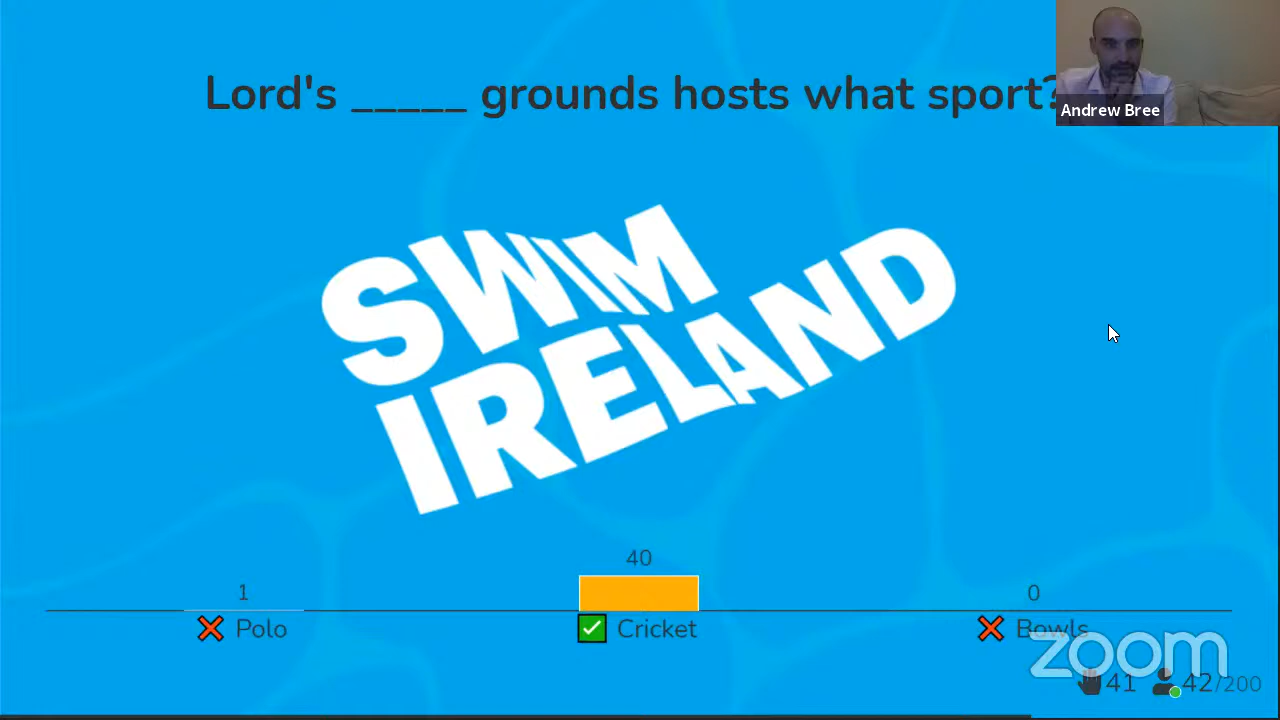 Lord's _____ grounds hosts what sport?
Andrew Bree
SWIM
IRELAND
1
40
0
Polo
Cricket
Bowls
zoom
41
42/200